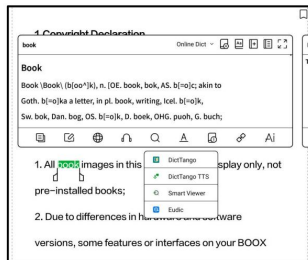 1 Copyright Declaration
book
Online Dict
Book
Book \Book\ (b[oo^]k), n. [OE. book, bok, AS. b[=o]c; akin to
Goth. b[=o]ka a letter, in pl. book, writing, Icel. b[=o]k,
Sw. bok, Dan. bog, OS. b[=o]k, D. boek, OHG. puoh, G. buch;
A
Ai
1. All book images in this
splay only, not
DictTango
DictTango TTS
pre-installed books;
Smart Viewer
Eudic
2. Due to differences in hardware and software
versions, some features or interfaces on your BOOX